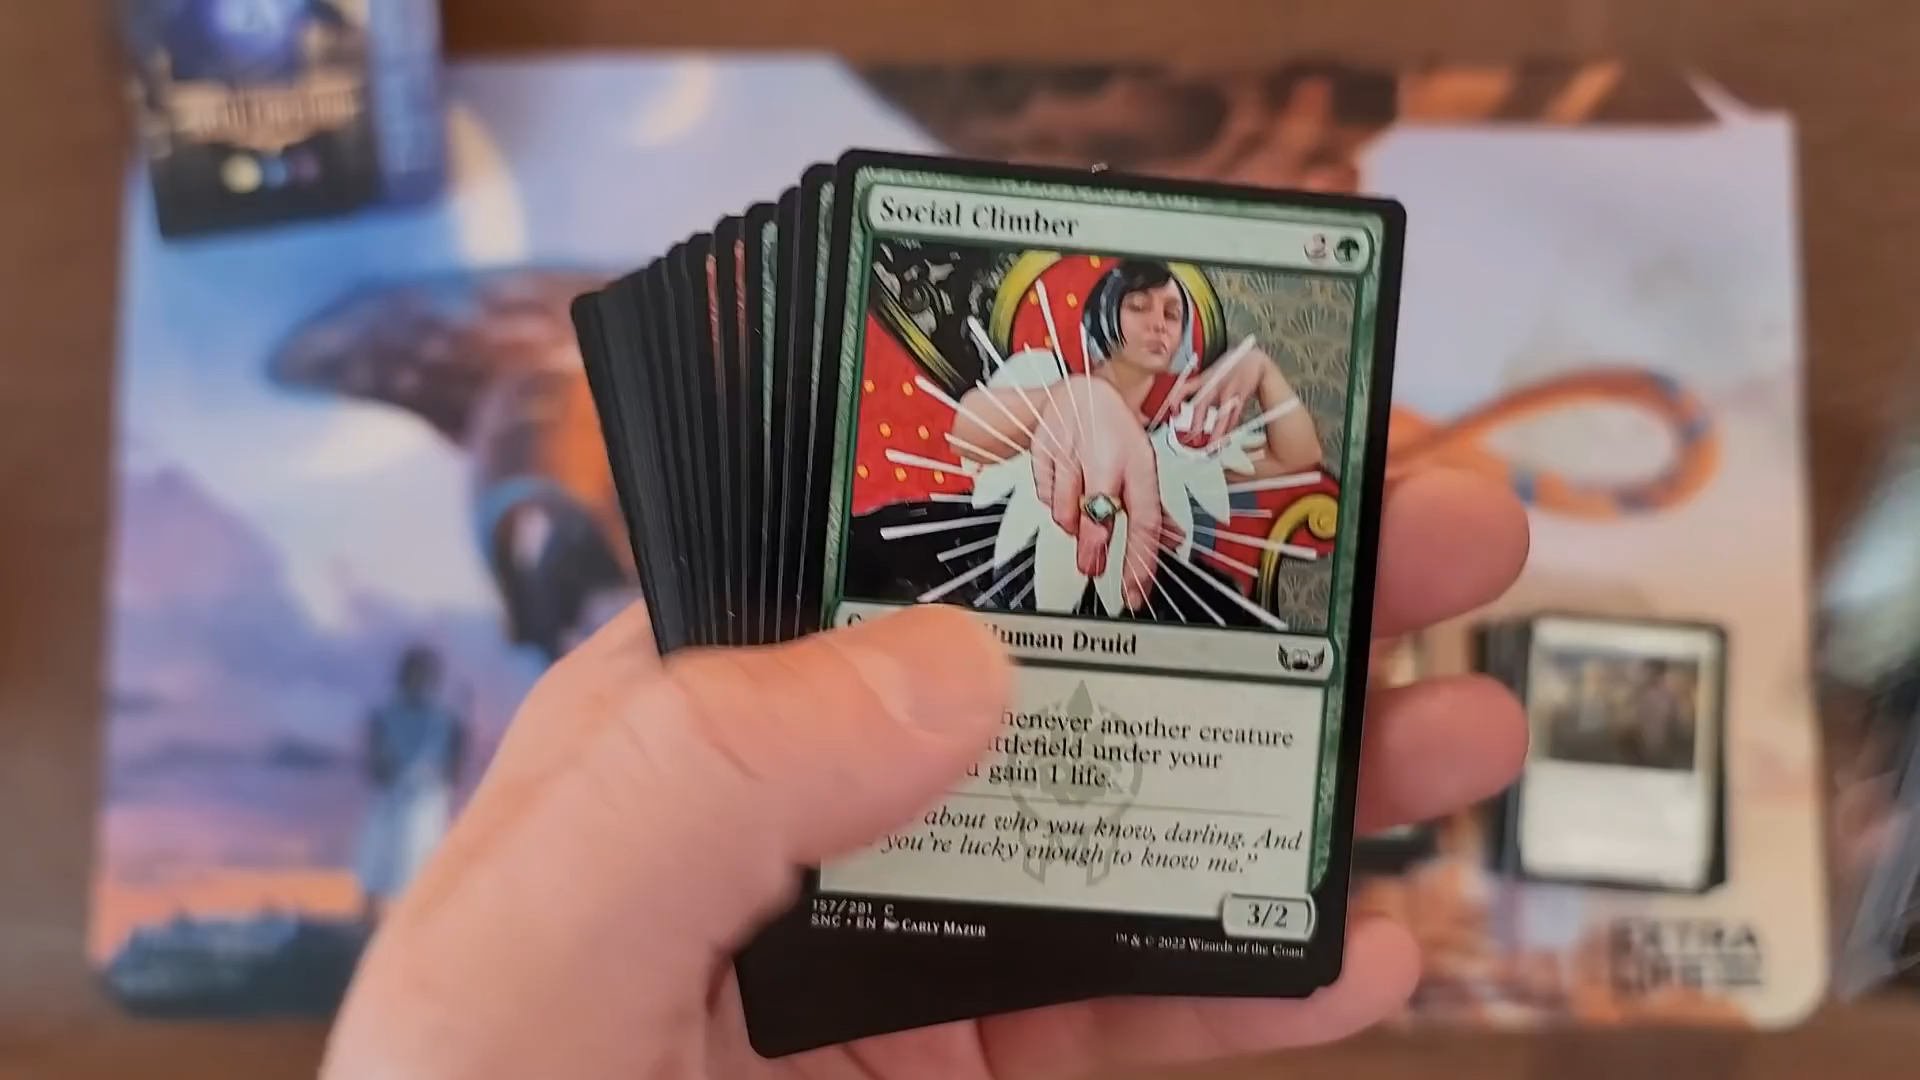 Social Climber
2
Human Druid
henever another creature
ttlefield under your
gain 1 life.
about who you know, darling. And
you're lucky enough to know me."
3/2
157/281 C
SNC • EN CARLY MAZUR
™ & © 2022 Wizards of the Coast
EXTRA
LIFE